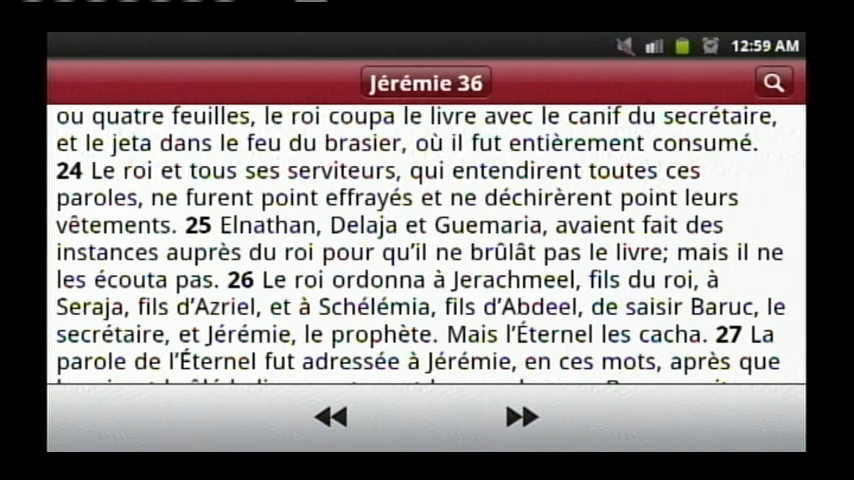 12:59 AM
Jérémie 36
ou quatre feuilles, le roi coupa le livre avec le canif du secrétaire,
et le jeta dans le feu du brasier, où il fut entièrement consumé.
24 Le roi et tous ses serviteurs, qui entendirent toutes ces
paroles, ne furent point effrayés et ne déchirèrent point leurs
vêtements. 25 Elnathan, Delaja et Guemaria, avaient fait des
instances auprès du roi pour qu’il ne brûlât pas le livre; mais il ne
les écouta pas. 26 Le roi ordonna à Jerachmeel, fils du roi, à
Seraja, fils d’Azriel, et à Schélémia, fils d’Abdeel, de saisir Baruc, le
secrétaire, et Jérémie, le prophète. Mais l’Éternel les cacha. 27 La
parole de l’Éternel fut adressée à Jérémie, en ces mots, après que